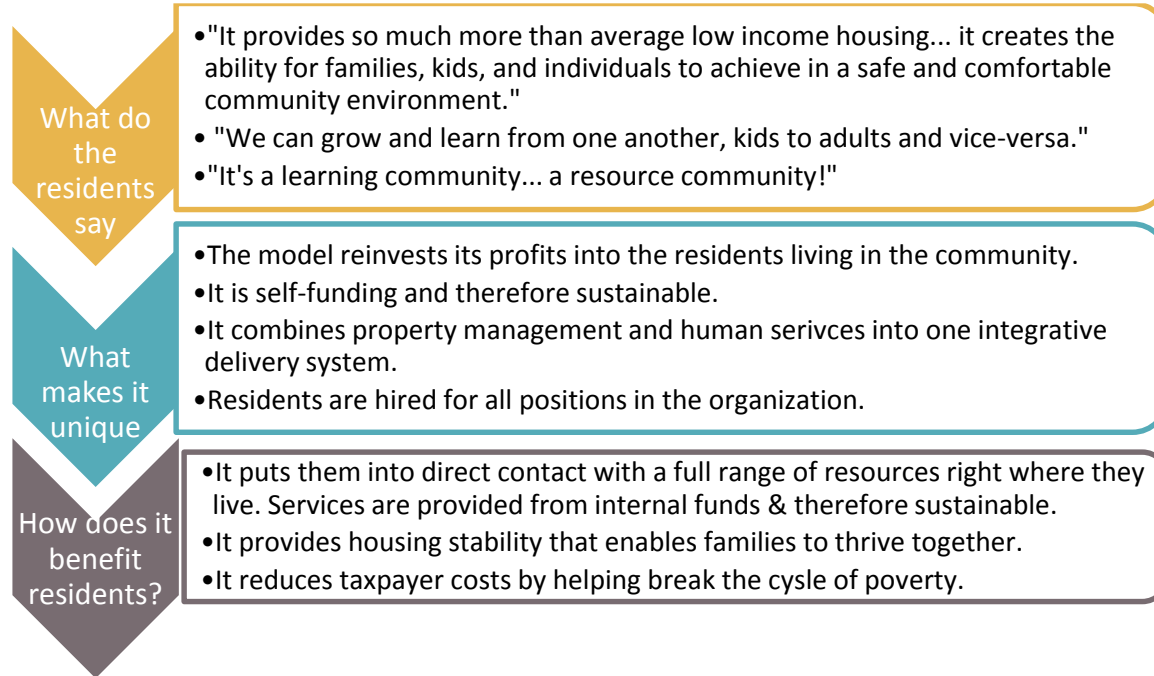 What do
the
residents
say
•"It provides so much more than average low income housing... it creates the
ability for families, kids, and individuals to achieve in a safe and comfortable
community environment."
• "We can grow and learn from one another, kids to adults and vice-versa."
•"It's a learning community... a resource community!"
What
makes it
unique
•The model reinvests its profits into the residents living in the community.
•It is self-funding and therefore sustainable.
•It combines property management and human serivces into one integrative
delivery system.
•Residents are hired for all positions in the organization.
How does it
benefit
residents?
•It puts them into direct contact with a full range of resources right where they
live. Services are provided from internal funds & therefore sustainable.
•It provides housing stability that enables families to thrive together.
•It reduces taxpayer costs by helping break the cysle of poverty.